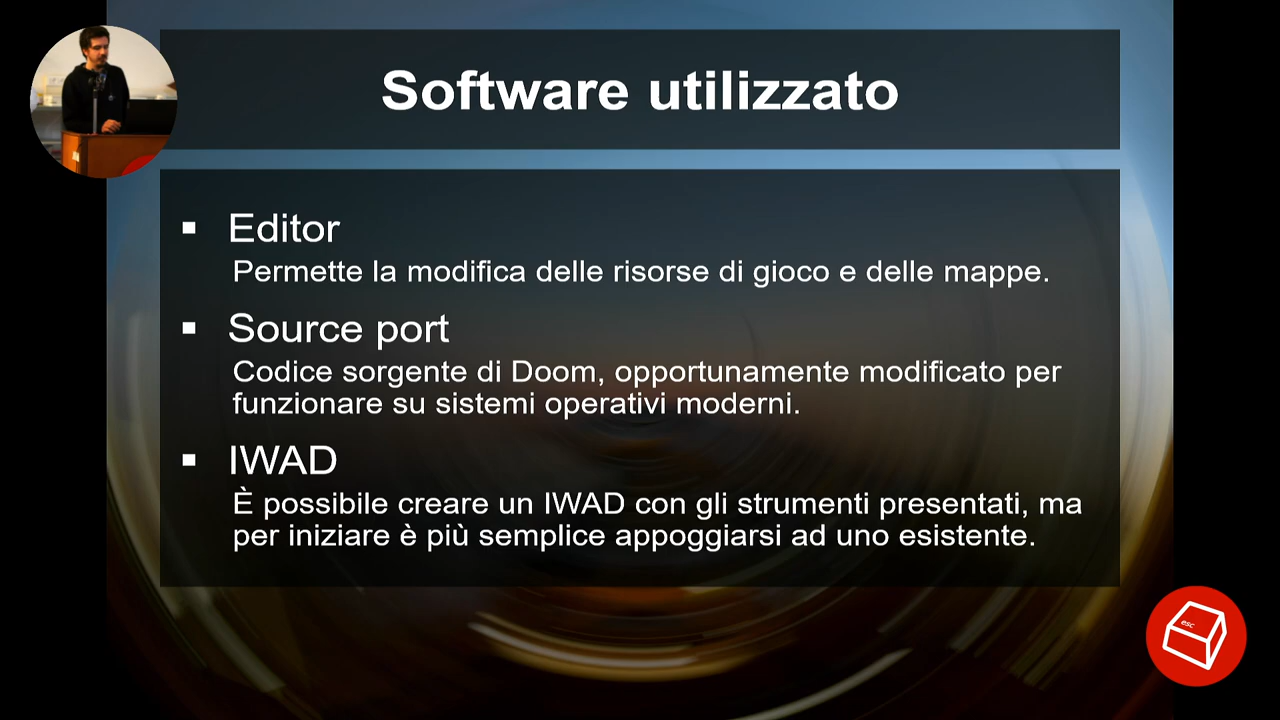 Software utilizzato
Editor
Permette la modifica delle risorse di gioco e delle mappe.
Source port
Codice sorgente di Doom, opportunamente modificato per
funzionare su sistemi operativi moderni.
IWAD
È possibile creare un IWAD con gli strumenti presentati, ma
per iniziare è più semplice appoggiarsi ad uno esistente.
esc